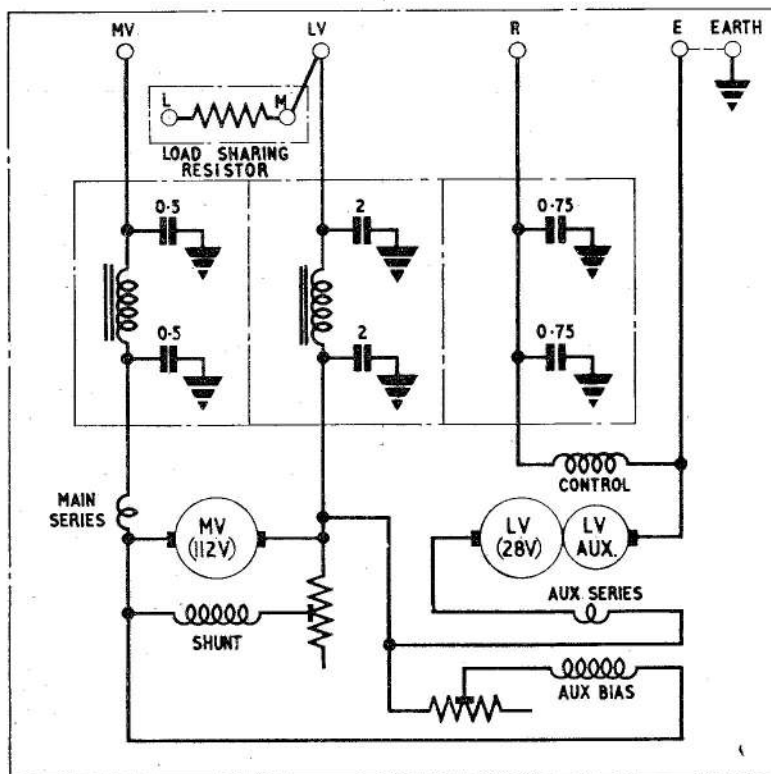 MV LV R E EARTH
L M
LOAD SHARING
RESISTOR
0·5 2 0·75
0·5 2 0·75
CONTROL
MAIN
SERIES
MV
(112V)
LV
(28V)
LV
AUX.
AUX SERIES
SHUNT
AUX BIAS